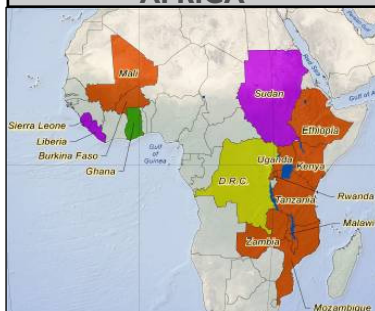 AFRICA
Mali
Sudan
Red Sea
Gulf of A
Sierra Leone
Liberia
Burkina Faso
Ghana
Gulf
of
Guinea
Ethiopia
Uganda
Kenya
D.R.C.
Rwanda
Tanzania
Malawi
Zambia
Mozambique